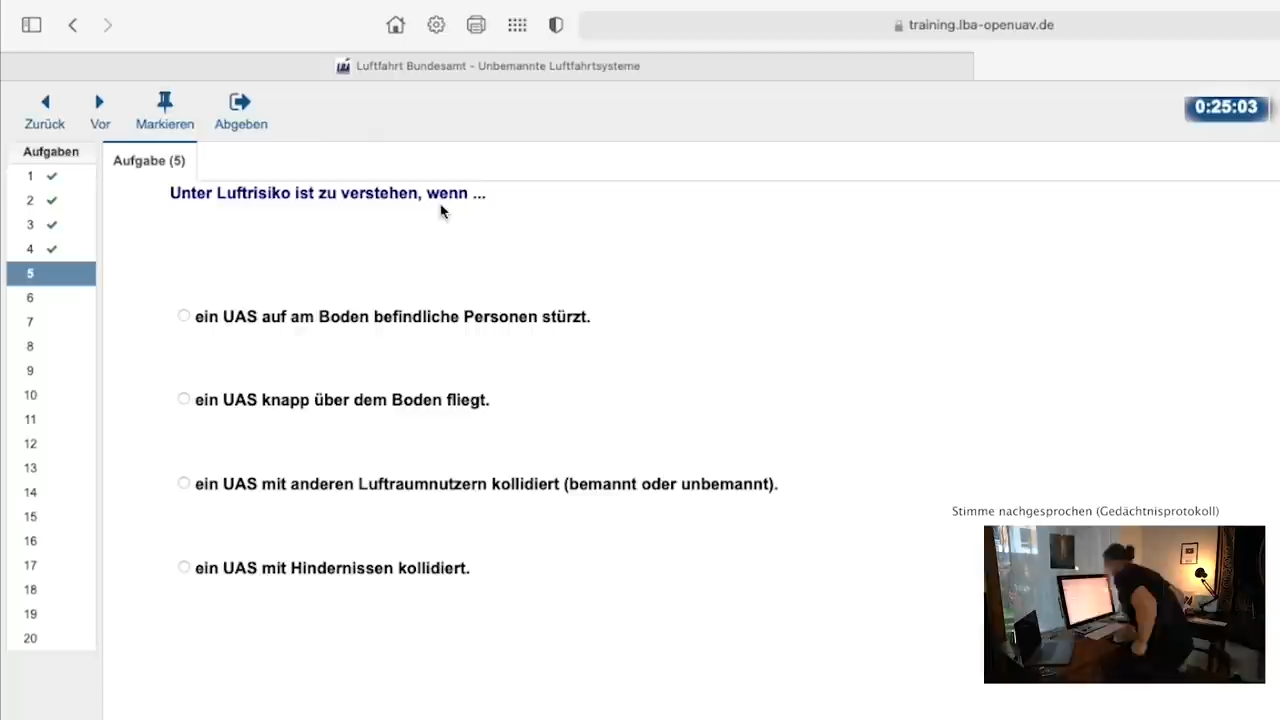 training.lba-openuav.de
Luftfahrt Bundesamt - Unbemannte Luftfahrtsysteme
Zurück Vor Markieren Abgeben
0:25:03
Aufgaben
Aufgabe (5)
1
2
3
4
5
6
7
8
9
10
11
12
13
14
15
16
17
18
19
20
Unter Luftrisiko ist zu verstehen, wenn ...
ein UAS auf am Boden befindliche Personen stürzt.
ein UAS knapp über dem Boden fliegt.
ein UAS mit anderen Luftraumnutzern kollidiert (bemannt oder unbemannt).
ein UAS mit Hindernissen kollidiert.
Stimme nachgesprochen (Gedächtnisprotokoll)